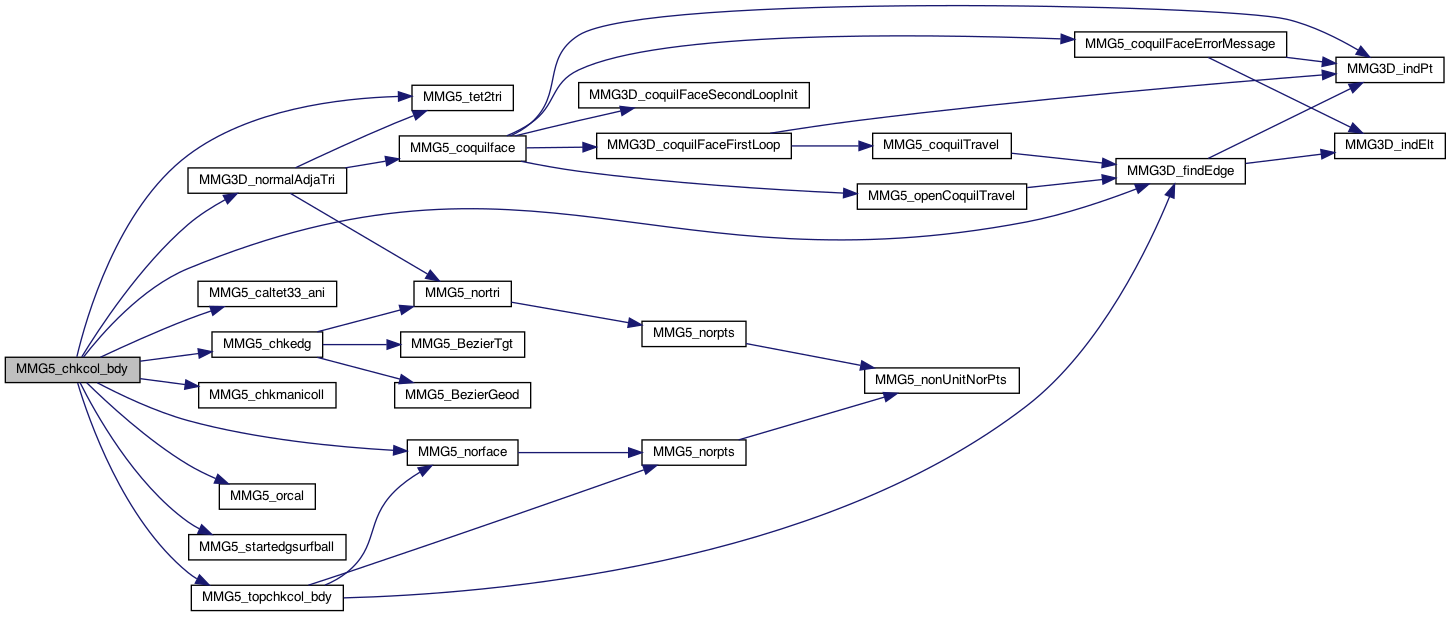 MMG5_coquilFaceErrorMessage
MMG3D_indPt
MMG5_tet2tri
MMG3D_coquilFaceSecondLoopInit
MMG5_coquilface
MMG3D_coquilFaceFirstLoop
MMG5_coquilTravel
MMG3D_indElt
MMG3D_normalAdjaTri
MMG5_openCoquilTravel
MMG3D_findEdge
MMG5_caltet33_ani
MMG5_nortri
MMG5_chkedg
MMG5_BezierTgt
MMG5_norpts
MMG5_chkcol_bdy
MMG5_chkmanicoll
MMG5_BezierGeod
MMG5_nonUnitNorPts
MMG5_norface
MMG5_norpts
MMG5_orcal
MMG5_startedgsurfball
MMG5_topchkcol_bdy